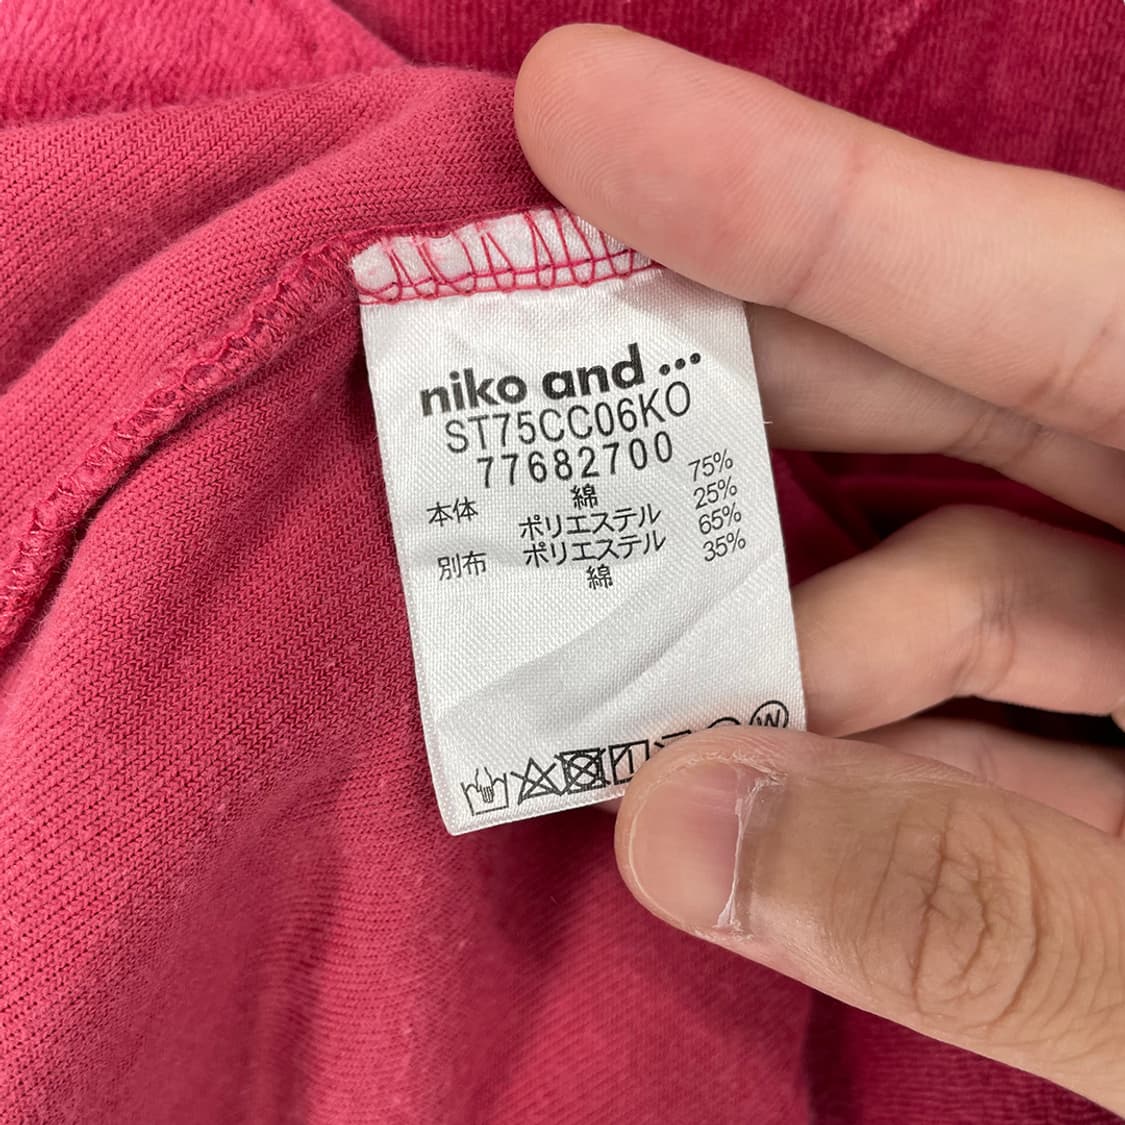 niko and ...
ST75CC06KO
77682700
本体 綿 75%
ポリエステル 25%
別布 ポリエステル 65%
綿 35%
W